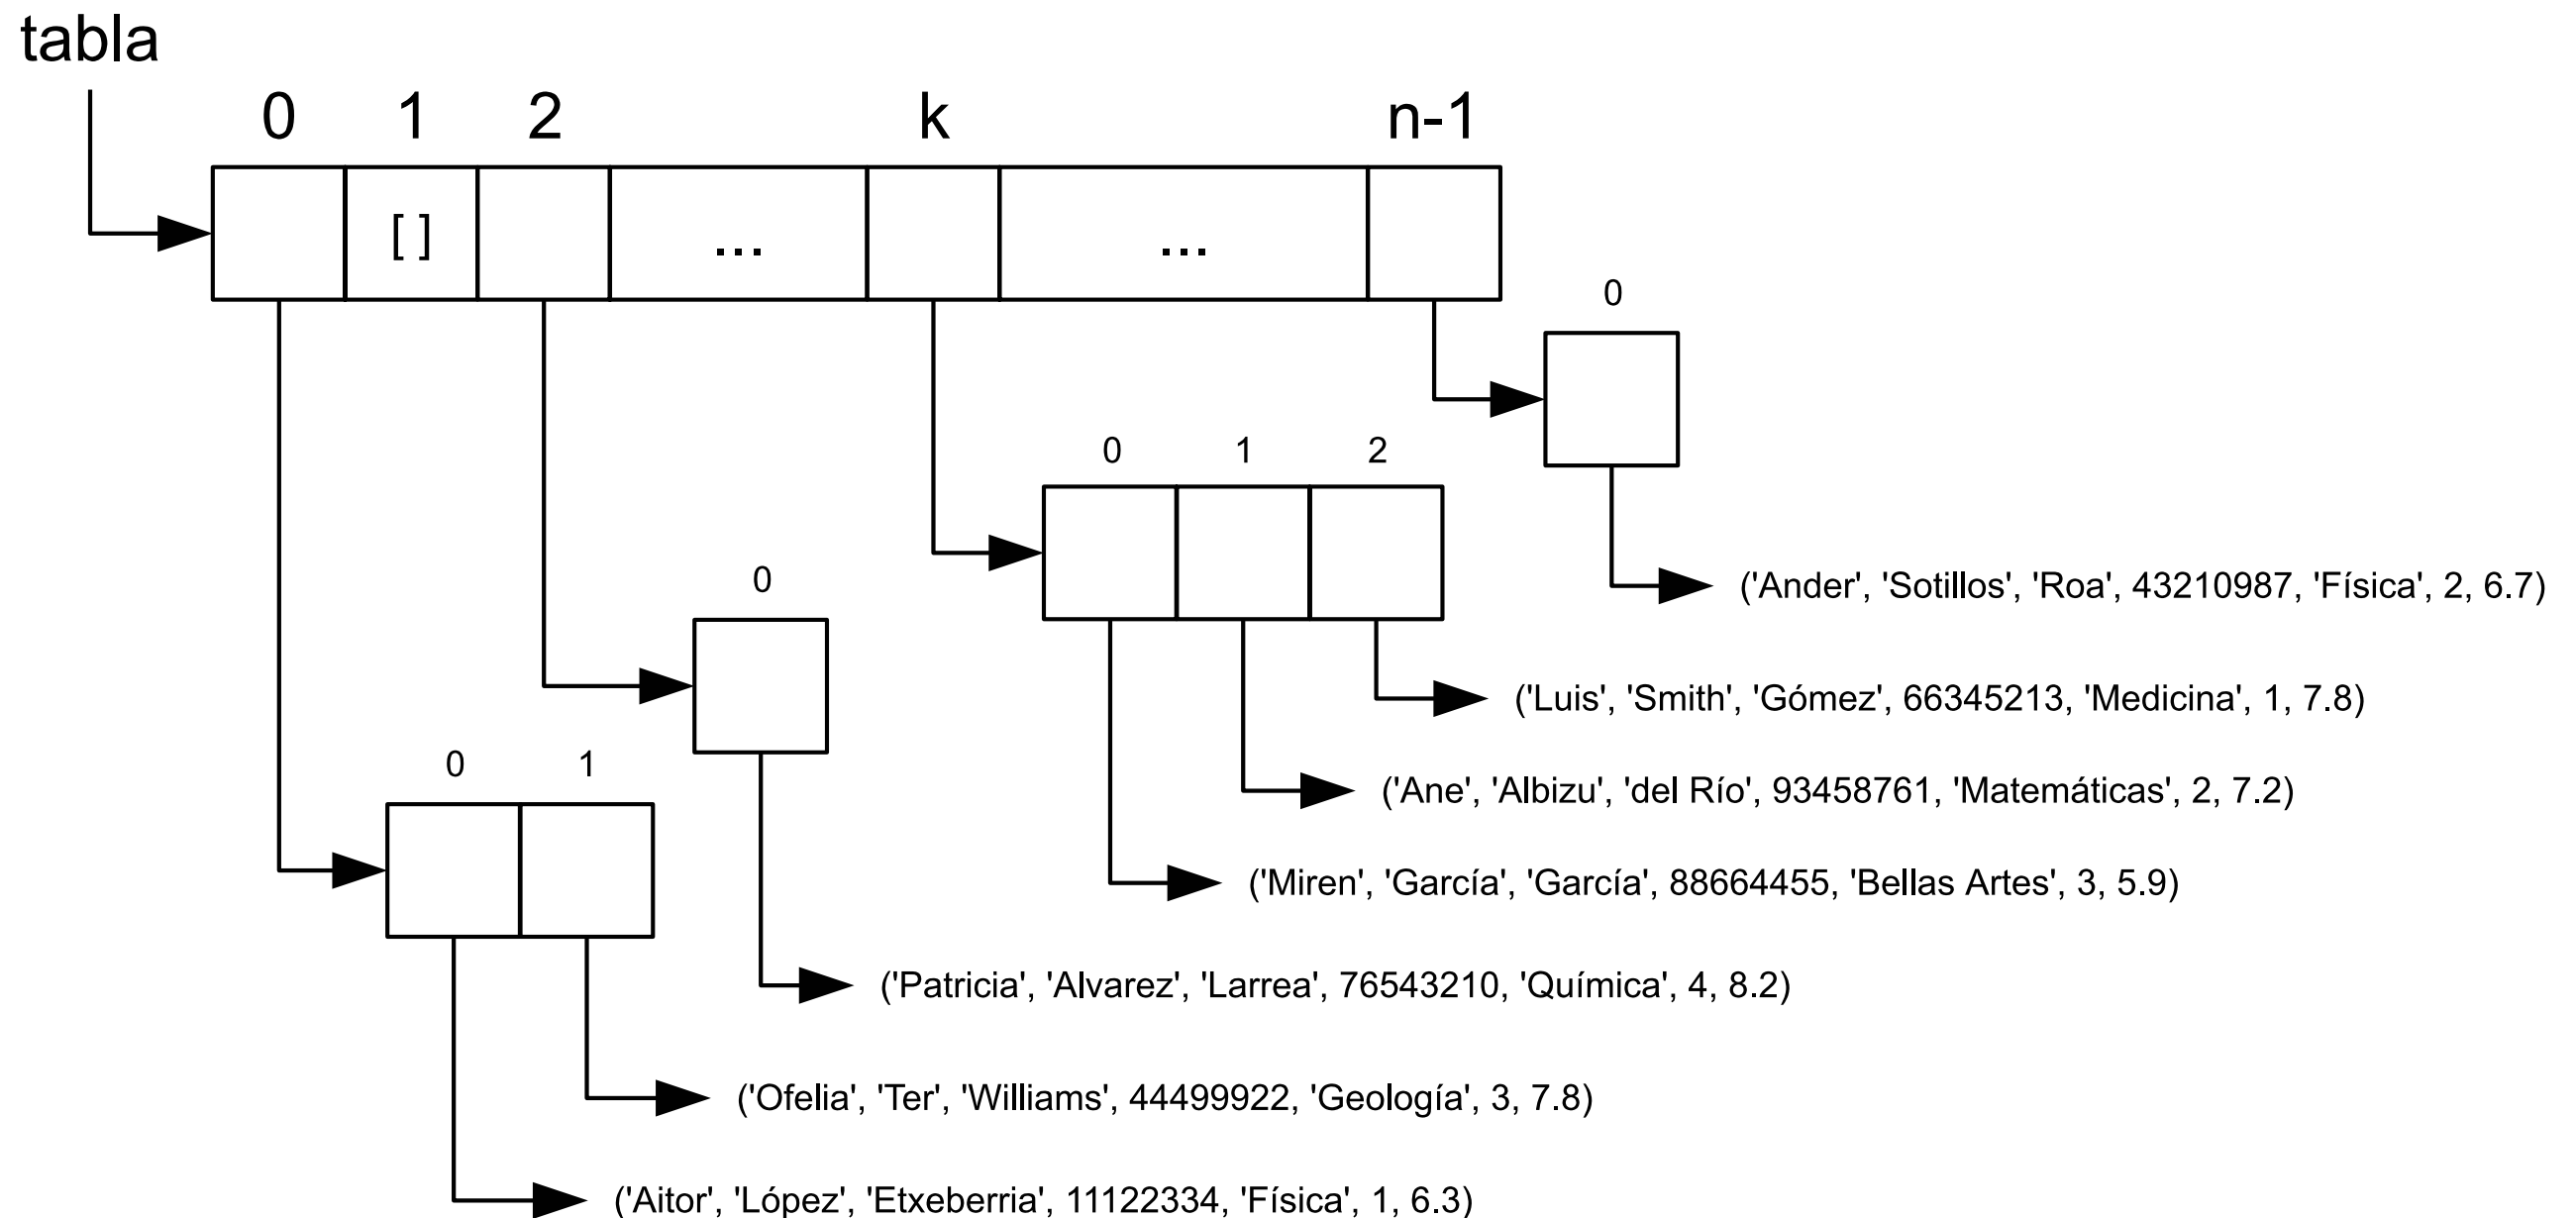 tabla
0 1 2 k n-1
[ ] ... ...
0
0 1 2
0
('Ander', 'Sotillos', 'Roa', 43210987, 'Física', 2, 6.7)
('Luis', 'Smith', 'Gómez', 66345213, 'Medicina', 1, 7.8)
0 1
('Ane', 'Albizu', 'del Río', 93458761, 'Matemáticas', 2, 7.2)
('Miren', 'García', 'García', 88664455, 'Bellas Artes', 3, 5.9)
('Patricia', 'Alvarez', 'Larrea', 76543210, 'Química', 4, 8.2)
('Ofelia', 'Ter', 'Williams', 44499922, 'Geología', 3, 7.8)
('Aitor', 'López', 'Etxeberria', 11122334, 'Física', 1, 6.3)